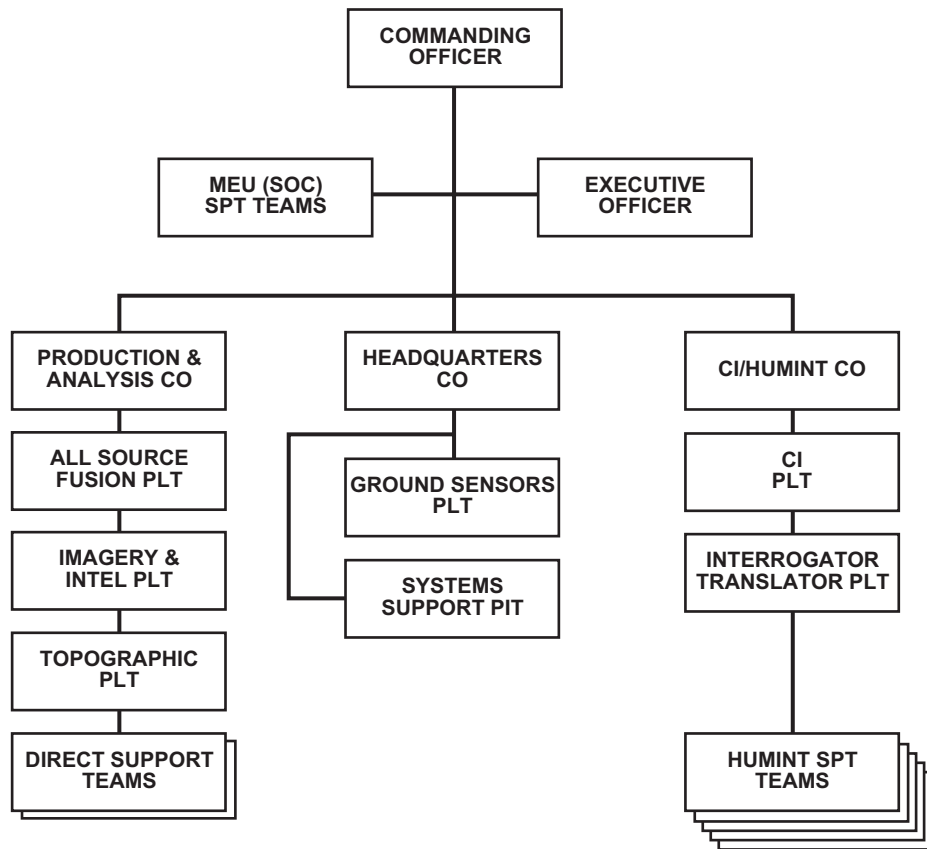 COMMANDING
OFFICER
MEU (SOC)
SPT TEAMS
EXECUTIVE
OFFICER
PRODUCTION &
ANALYSIS CO
HEADQUARTERS
CO
CI/HUMINT CO
ALL SOURCE
FUSION PLT
GROUND SENSORS
PLT
CI
PLT
IMAGERY &
INTEL PLT
SYSTEMS
SUPPORT PIT
INTERROGATOR
TRANSLATOR PLT
TOPOGRAPHIC
PLT
DIRECT SUPPORT
TEAMS
HUMINT SPT
TEAMS